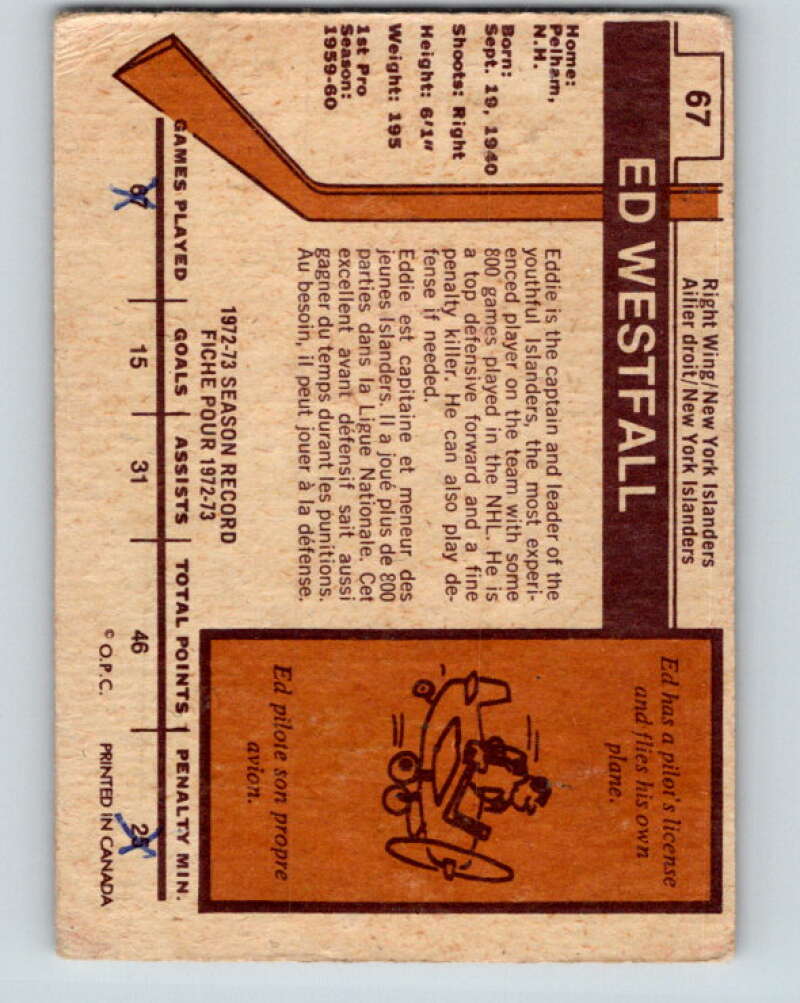 67
Right Wing/New York Islanders
Ailier droit/New York Islanders
ED WESTFALL
Home:
Pelham,
N.H.
Born:
Sept. 19, 1940
Shoots: Right
Height: 6'1"
Weight: 195
1st Pro
Season:
1959-60
Eddie is the captain and leader of the
youthful Islanders, the most experi-
enced player on the team with some
800 games played in the NHL. He is
a top defensive forward and a fine
penalty killer. He can also play de-
fense if needed.
Eddie est capitaine et meneur des
jeunes Islanders. Il a joué plus de 800
parties dans la Ligue Nationale. Cet
excellent avant défensif sait aussi
gagner du temps durant les punitions.
Au besoin, il peut jouer à la défense.
Ed has a pilot's license
and flies his own
plane.
Ed pilote son propre
avion.
1972-73 SEASON RECORD
FICHE POUR 1972-73
GAMES PLAYED GOALS ASSISTS TOTAL POINTS PENALTY MIN.
67 15 31 46 25
© O.P.C. PRINTED IN CANADA